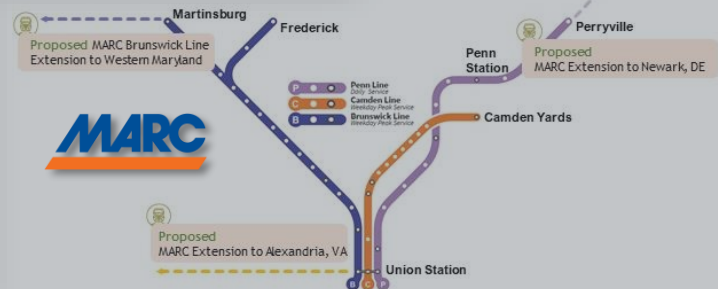 Martinsburg
Frederick
Perryville
Proposed MARC Brunswick Line
Extension to Western Maryland
Penn
Station
Proposed
MARC Extension to Newark, DE
P
Penn Line
Daily Service
C
Camden Line
Weekday Peak Service
B
Brunswick Line
Weekday Peak Service
Camden Yards
MARC
Proposed
MARC Extension to Alexandria, VA
Union Station
B
C
P